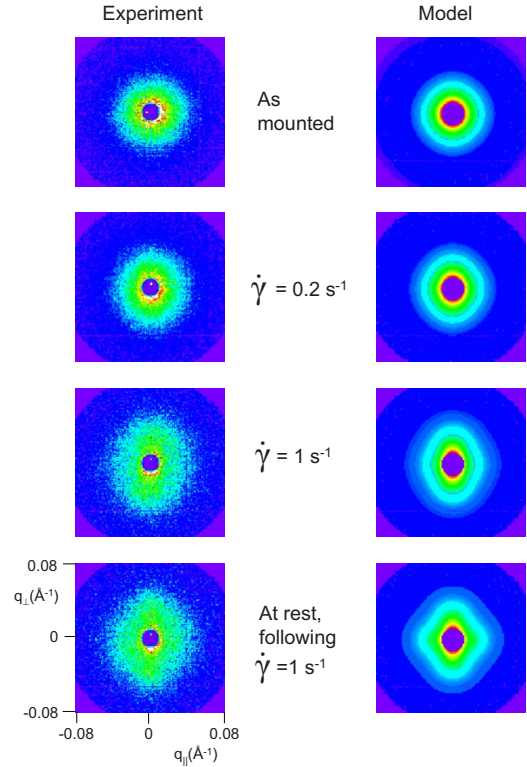 Experiment Model
As
mounted
γ̇ = 0.2 s⁻¹
γ̇ = 1 s⁻¹
At rest,
following
γ̇ =1 s⁻¹
0.08
q⊥(Å⁻¹)
0
-0.08
-0.08 0 0.08
q||(Å⁻¹)